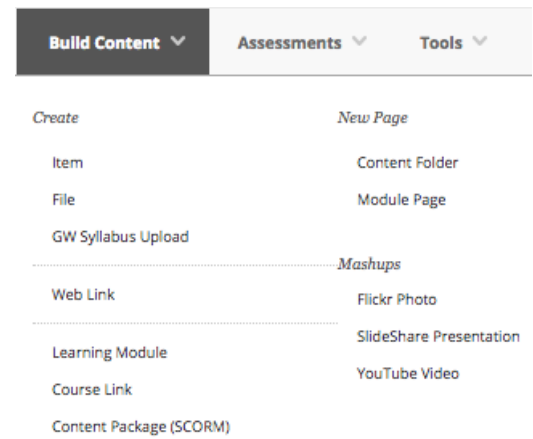 Build Content Assessments Tools
Create
Item
File
GW Syllabus Upload
Web Link
Learning Module
Course Link
Content Package (SCORM)
New Page
Content Folder
Module Page
Mashups
Flickr Photo
SlideShare Presentation
YouTube Video